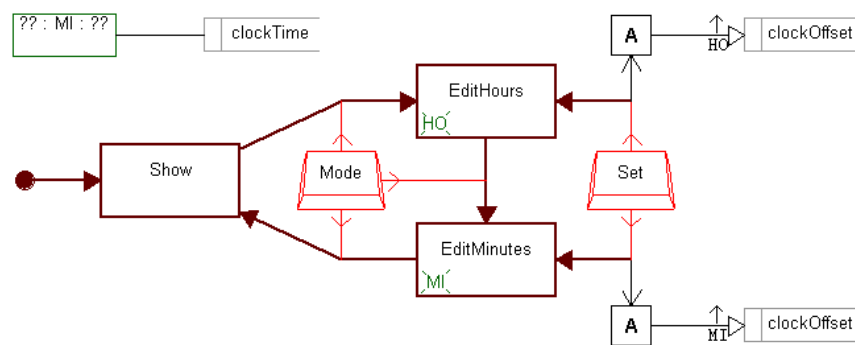 ?? : MI : ??
clockTime
A
HO
clockOffset
EditHours
HO
Show
Mode
Set
EditMinutes
MI
A
MI
clockOffset